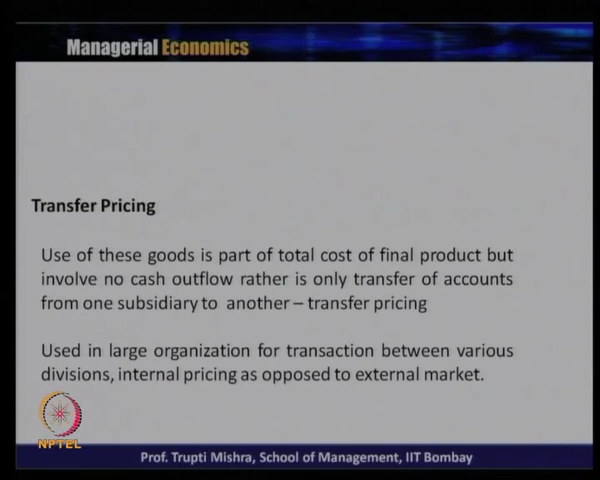 Managerial Economics
Transfer Pricing
Use of these goods is part of total cost of final product but
involve no cash outflow rather is only transfer of accounts
from one subsidiary to another – transfer pricing
Used in large organization for transaction between various
divisions, internal pricing as opposed to external market.
NPTEL
Prof. Trupti Mishra, School of Management, IIT Bombay